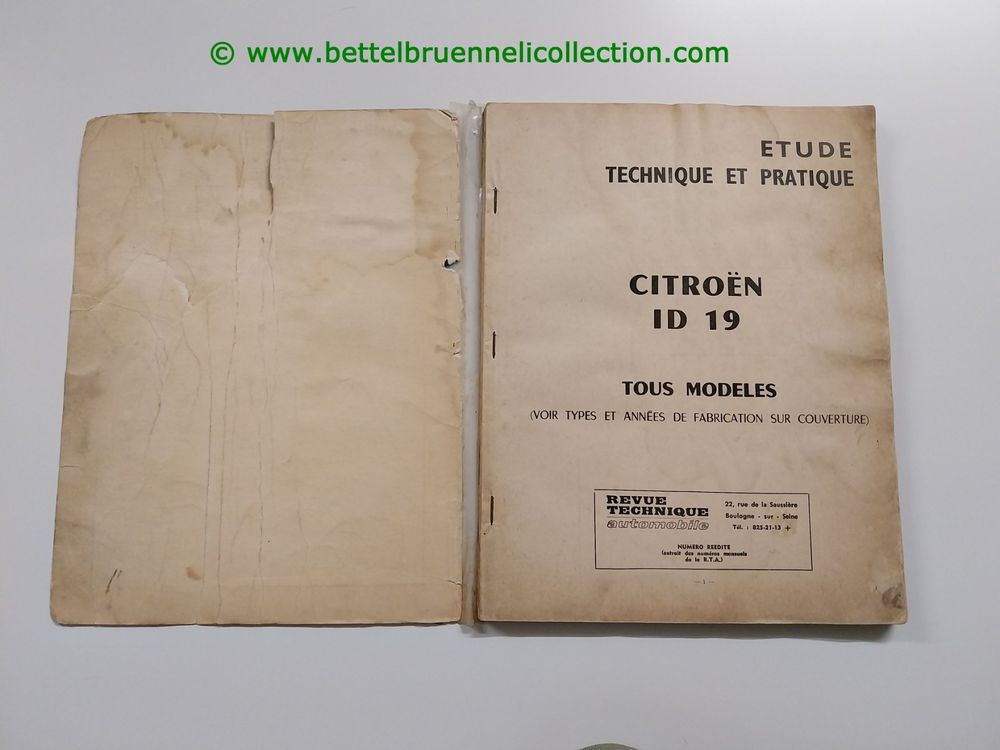 © www.bettelbruennelicollection.com
ETUDE
TECHNIQUE ET PRATIQUE
CITROËN
ID 19
TOUS MODELES
(VOIR TYPES ET ANNÉES DE FABRICATION SUR COUVERTURE)
REVUE
TECHNIQUE
automobile
22, rue de la Saussière
Boulogne - sur - Seine
Tél. : 825-21-13 +
NUMERO REEDITE
(extrait des numéros mensuels
de la R.T.A.)
— 1 —